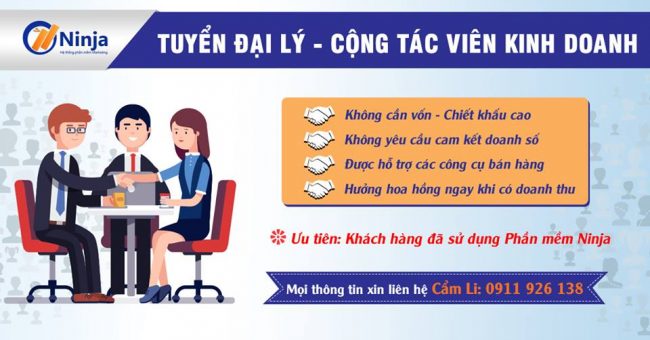 Ninja
Hệ thống phần mềm Marketing
TUYỂN ĐẠI LÝ - CỘNG TÁC VIÊN KINH DOANH
Không cần vốn - Chiết khấu cao
Không yêu cầu cam kết doanh số
Được hỗ trợ các công cụ bán hàng
Hưởng hoa hồng ngay khi có doanh thu
Ưu tiên: Khách hàng đã sử dụng Phần mềm Ninja
Mọi thông tin xin liên hệ Cẩm Li: 0911 926 138